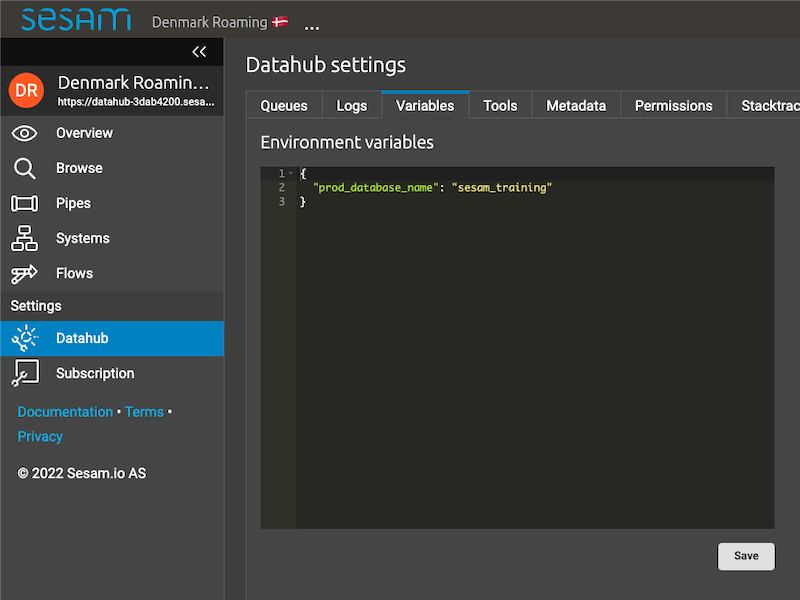 sesam
Denmark Roaming 🇩🇰 ...
DR
Denmark Roamin...
https://datahub-3dab4200.sesa...
Overview
Browse
Pipes
Systems
Flows
Settings
Datahub
Subscription
Documentation • Terms •
Privacy
© 2022 Sesam.io AS
Datahub settings
Queues Logs Variables Tools Metadata Permissions Stacktrac
Environment variables
1 {
2 "prod_database_name": "sesam_training"
3 }
Save